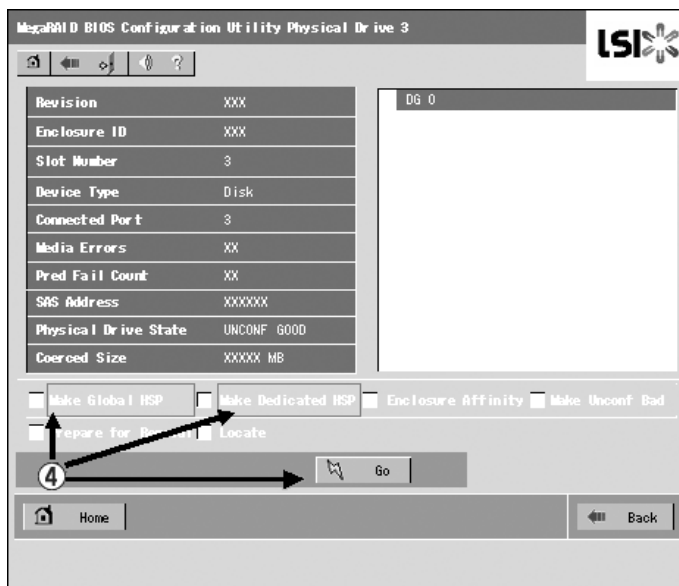 MegaRAID BIOS Configuration Utility Physical Drive 3
LSI
?
Revision XXX
Enclosure ID XXX
Slot Number 3
Device Type Disk
Connected Port 3
Media Errors XX
Pred Fail Count XX
SAS Address XXXXXX
Physical Drive State UNCONF GOOD
Coerced Size XXXXX MB
DG 0
Make Global HSP Make Dedicated HSP Enclosure Affinity Make Unconf Bad
Prepare for Removal Locate
④ Go
Home Back